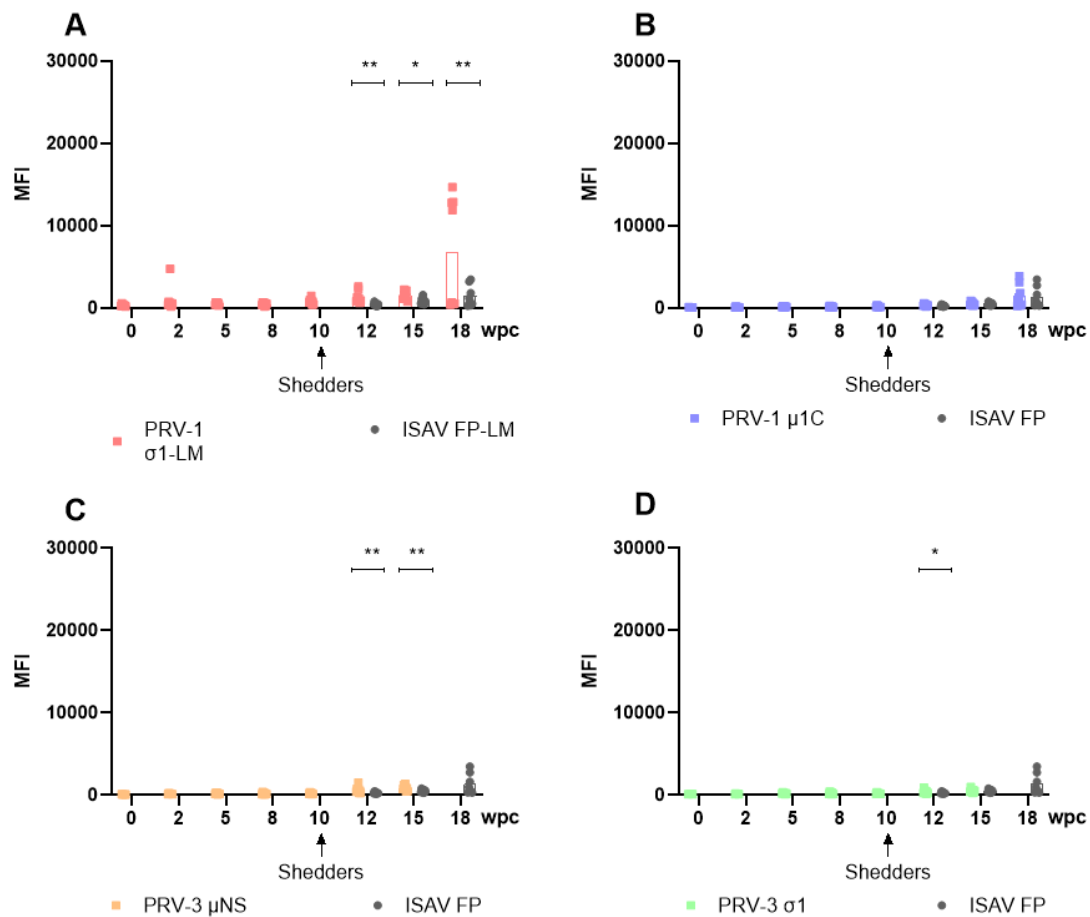 A
30000
20000
10000
0
MFI
** * **
0 2 5 8 10 12 15 18 wpc
Shedders
PRV-1
σ1-LM
ISAV FP-LM
B
30000
20000
10000
0
MFI
0 2 5 8 10 12 15 18 wpc
Shedders
PRV-1 μ1C
ISAV FP
C
30000
20000
10000
0
MFI
** **
0 2 5 8 10 12 15 18 wpc
Shedders
PRV-3 μNS
ISAV FP
D
30000
20000
10000
0
MFI
*
0 2 5 8 10 12 15 18 wpc
Shedders
PRV-3 σ1
ISAV FP